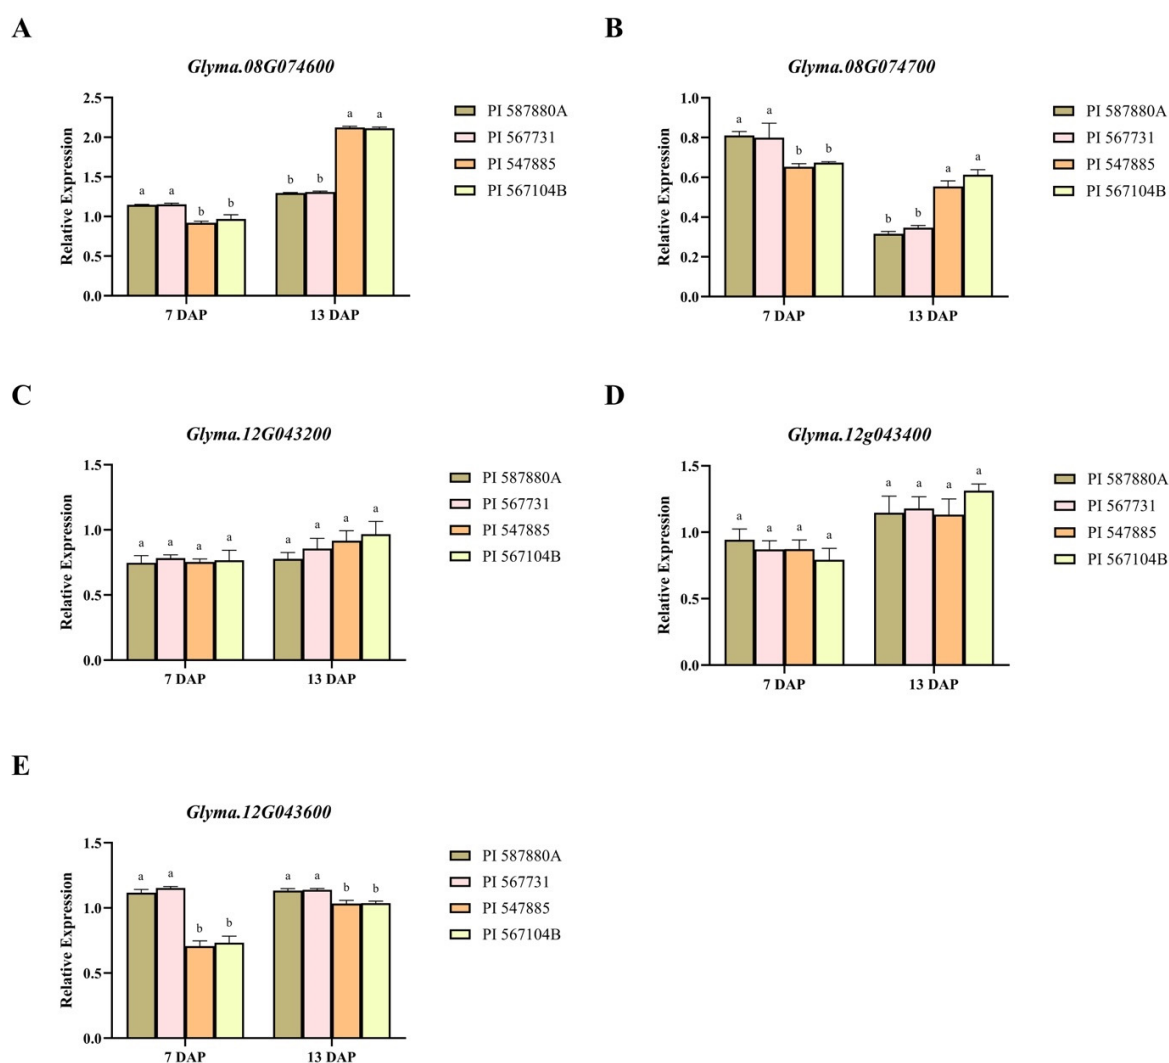 A
Glyma.08G074600
Relative Expression
2.5
2.0
1.5
1.0
0.5
0.0
a a b b
b b a a
7 DAP 13 DAP
PI 587880A
PI 567731
PI 547885
PI 567104B
B
Glyma.08G074700
Relative Expression
1.0
0.8
0.6
0.4
0.2
0.0
a a b b
b b a a
7 DAP 13 DAP
PI 587880A
PI 567731
PI 547885
PI 567104B
C
Glyma.12G043200
Relative Expression
1.5
1.0
0.5
0.0
a a a a
a a a a
7 DAP 13 DAP
PI 587880A
PI 567731
PI 547885
PI 567104B
D
Glyma.12g043400
Relative Expression
1.5
1.0
0.5
0.0
a a a a
a a a a
7 DAP 13 DAP
PI 587880A
PI 567731
PI 547885
PI 567104B
E
Glyma.12G043600
Relative Expression
1.5
1.0
0.5
0.0
a a b b
a a b b
7 DAP 13 DAP
PI 587880A
PI 567731
PI 547885
PI 567104B